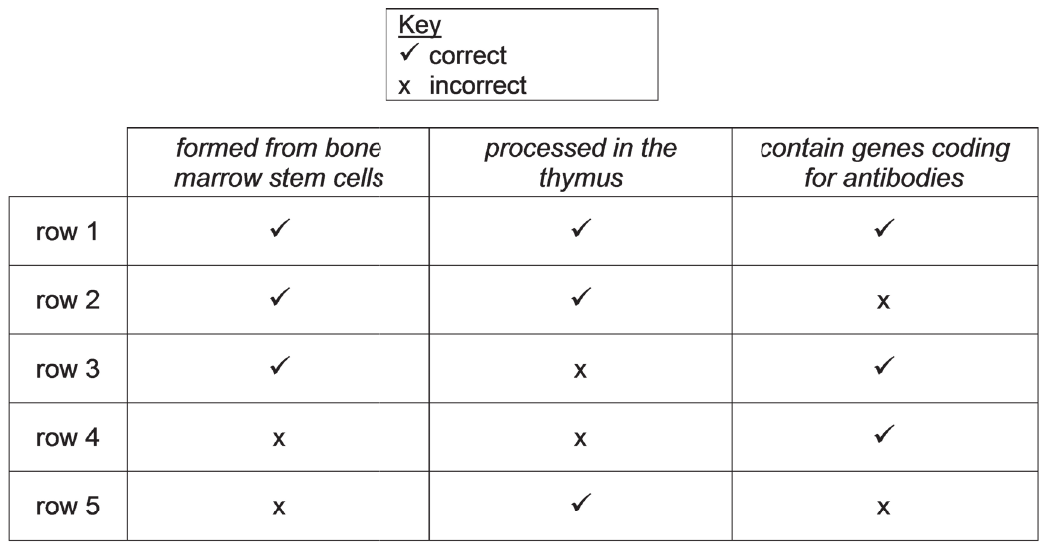 Key
✓ correct
x incorrect
formed from bone marrow stem cells processed in the thymus contain genes coding for antibodies
row 1 ✓ ✓ ✓
row 2 ✓ ✓ x
row 3 ✓ x ✓
row 4 x x ✓
row 5 x ✓ x